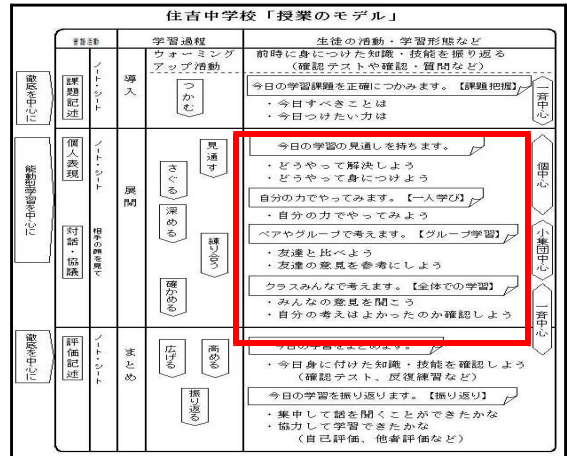 住吉中学校「授業のモデル」
言語活動
学習過程
生徒の活動・学習形態など
ウォーミング
アップ活動
前時に身につけた知識・技能を振り返る
(確認テストや確認・質問など)
徹底を中心に
課題記述
ノート・シート
導入
つかむ
今日の学習課題を正確につかみます。【課題把握】
・今日すべきことは
・今日つけたい力は
一斉中心
能動型学習を中心に
個人表現
ノート・シート
対話・協議
相手の顔を見て
展開
見通す
さぐる
深める
練り合う
確かめる
今日の学習の見通しを持ちます。
・どうやって解決しよう
・どうやって身につけよう
自分の力でやってみます。【一人学び】
・自分の力でやってみよう
ペアやグループで考えます。【グループ学習】
・友達と比べよう
・友達の意見を参考にしよう
クラスみんなで考えます。【全体での学習】
・みんなの意見を聞こう
・自分の考えはよかったのか確認しよう
個中心
小集団中心
一斉中心
徹底を中心に
評価記述
ノート・シート
まとめ
広げる
高める
振り返る
今日の学習をまとめます。
・今日身に付けた知識・技能を確認しよう
(確認テスト、反復練習など)
今日の学習を振り返ります。【振り返り】
・集中して話を聞くことができたかな
・協力して学習できたかな
(自己評価、他者評価など)